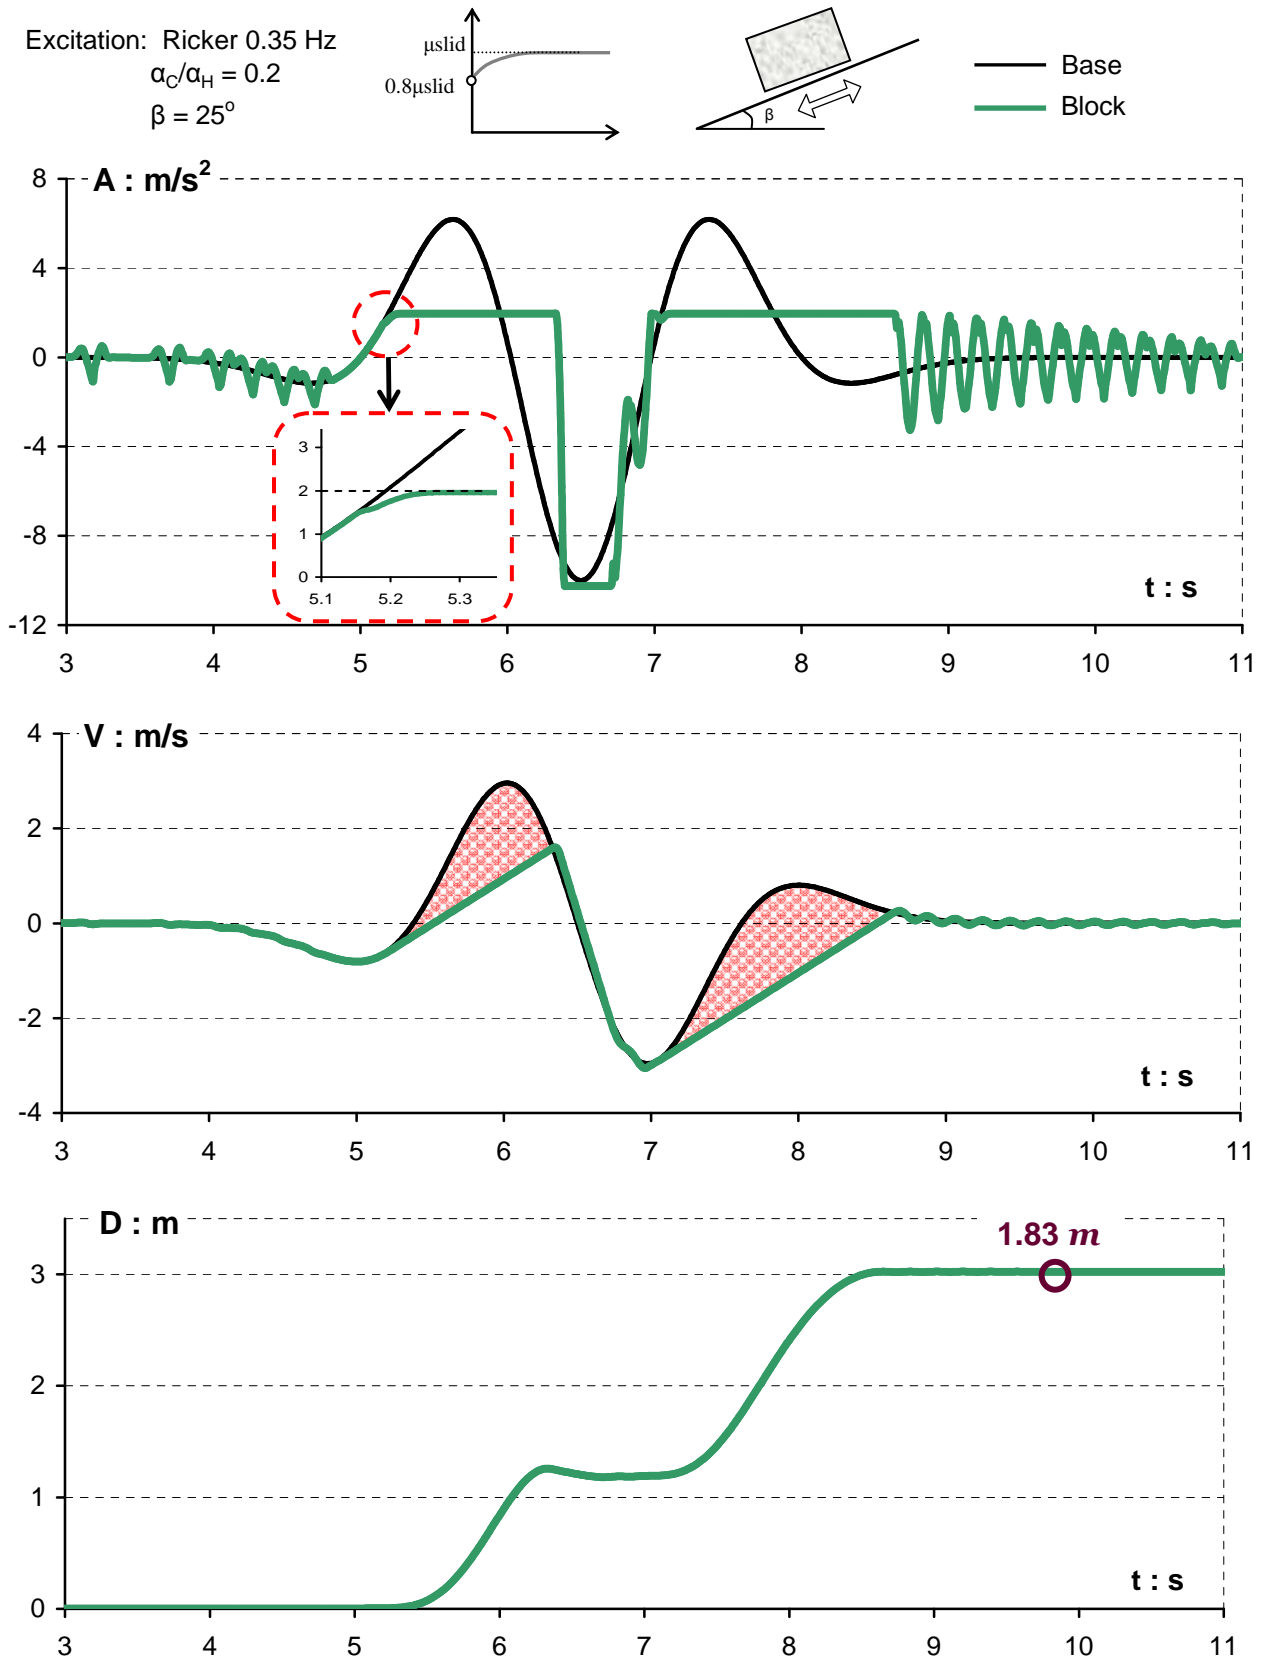 Excitation: Ricker 0.35 Hz
αC/αH = 0.2
β = 25°
μslid
0.8μslid
β
Base
Block
A : m/s²
8
4
0
-4
-8
-12
3
2
1
0
5.1 5.2 5.3
t : s
3 4 5 6 7 8 9 10 11
V : m/s
4
2
0
-2
-4
t : s
3 4 5 6 7 8 9 10 11
D : m
1.83 m
3
2
1
0
t : s
3 4 5 6 7 8 9 10 11